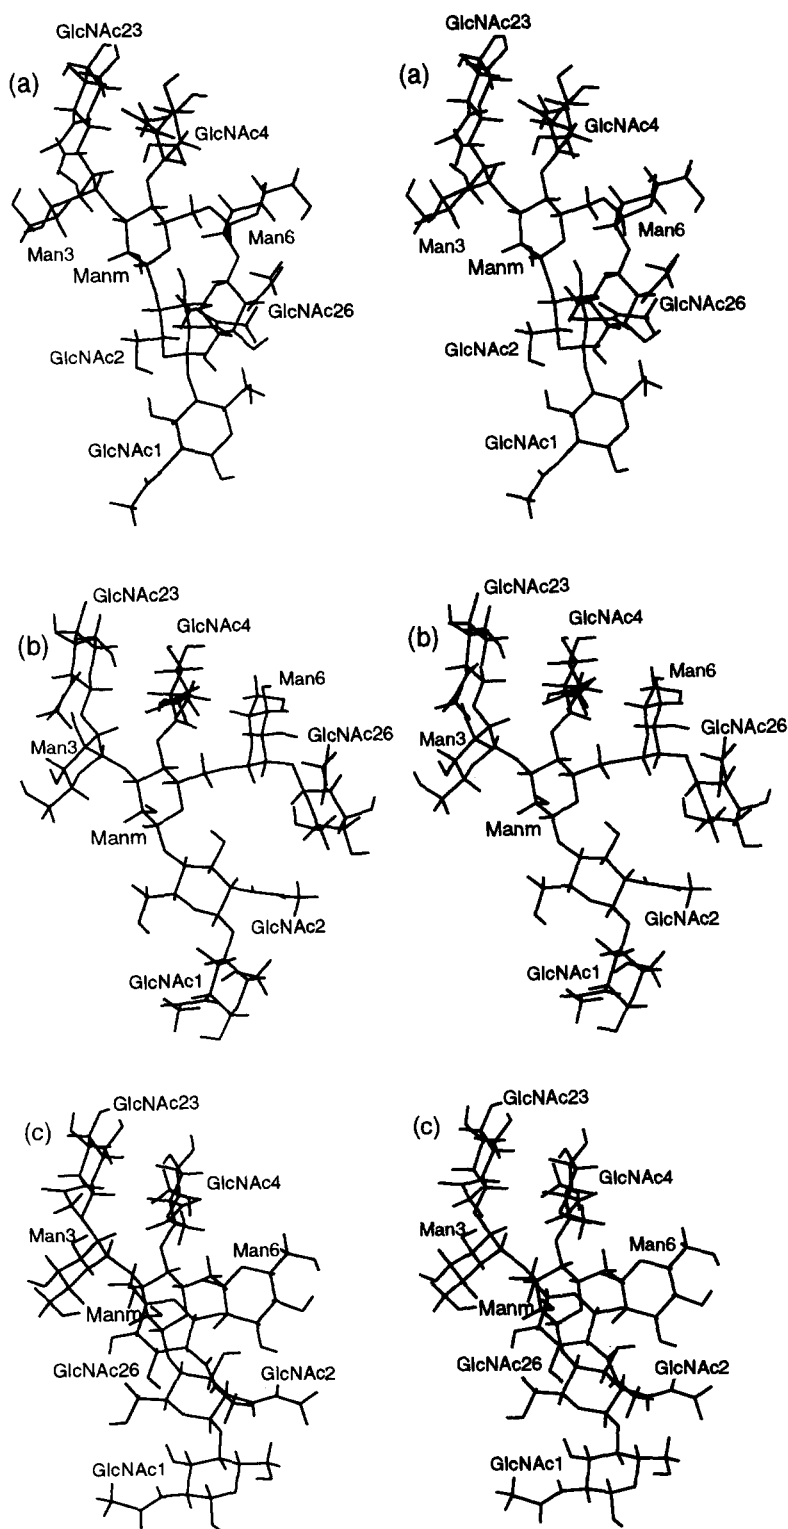 GlcNAc23 GlcNAc23
(a) (a)
GlcNAc4 GlcNAc4
Man3 Man6 Man3 Man6
Manm Manm
GlcNAc26 GlcNAc26
GlcNAc2 GlcNAc2
GlcNAc1 GlcNAc1
GlcNAc23 GlcNAc23
(b) GlcNAc4 (b) GlcNAc4
Man6 Man6
Man3 GlcNAc26 Man3 GlcNAc26
Manm Manm
GlcNAc2 GlcNAc2
GlcNAc1 GlcNAc1
GlcNAc23 GlcNAc23
(c) (c)
GlcNAc4 GlcNAc4
Man3 Man6 Man3 Man6
Manm Manm
GlcNAc26 GlcNAc2 GlcNAc26 GlcNAc2
GlcNAc1 GlcNAc1